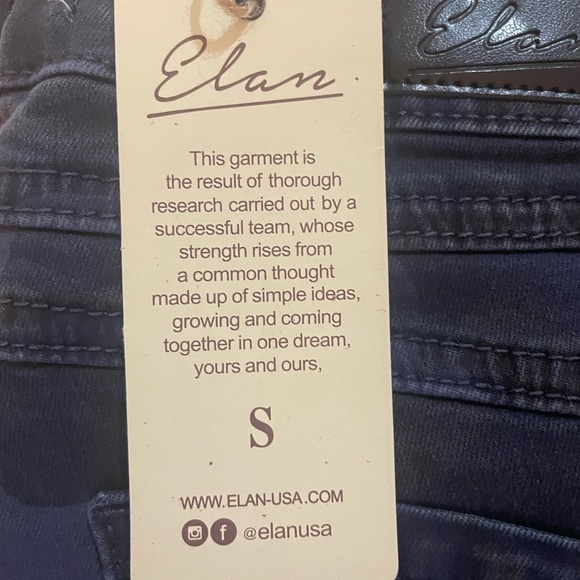 Elan
Elan
This garment is
the result of thorough
research carried out by a
successful team, whose
strength rises from
a common thought
made up of simple ideas,
growing and coming
together in one dream,
yours and ours,
S
WWW.ELAN-USA.COM
@elanusa